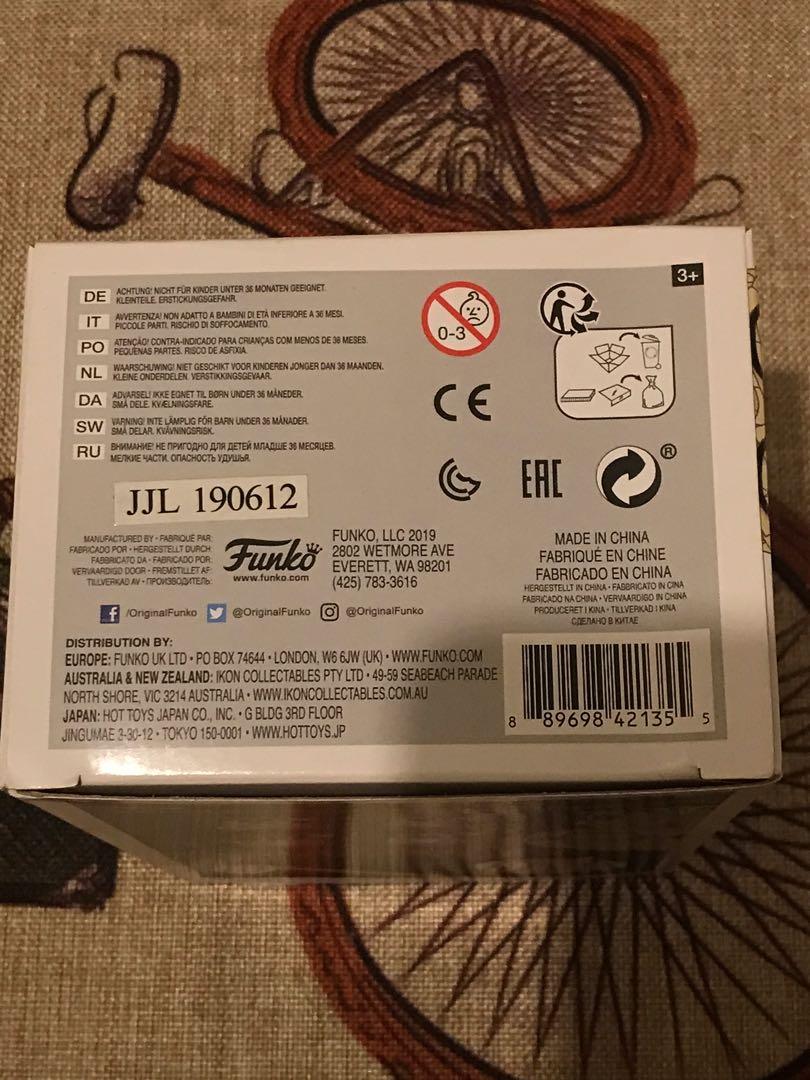 3+
DE ACHTUNG! NICHT FÜR KINDER UNTER 36 MONATEN GEEIGNET.
KLEINTEILE. ERSTICKUNGSGEFAHR.
IT AVVERTENZA! NON ADATTO A BAMBINI DI ETÀ INFERIORE A 36 MESI.
PICCOLE PARTI. RISCHIO DI SOFFOCAMENTO.
PO ATENÇÃO! CONTRA-INDICADO PARA CRIANÇAS COM MENOS DE 36 MESES.
PEQUENAS PARTES. RISCO DE ASFIXIA.
NL WAARSCHUWING! NIET GESCHIKT VOOR KINDEREN JONGER DAN 36 MAANDEN.
KLEINE ONDERDELEN. VERSTIKKINGSGEVAAR.
DA ADVARSEL! IKKE EGNET TIL BØRN UNDER 36 MÅNEDER.
SMÅ DELE. KVÆLNINGSFARE.
SW VARNING! INTE LÄMPLIG FÖR BARN UNDER 36 MÅNADER.
SMÅ DELAR. KVÄVNINGSRISK.
RU ВНИМАНИЕ! НЕ ПРИГОДНО ДЛЯ ДЕТЕЙ МЛАДШЕ 36 МЕСЯЦЕВ.
МЕЛКИЕ ЧАСТИ. ОПАСНОСТЬ УДУШЬЯ.
0-3
CE
EAC
®
JJL 190612
MANUFACTURED BY • FABRIQUÉ PAR:
FABRICADO POR • HERGESTELLT DURCH:
FABBRICATO DA • FABRICADO POR:
VERVAARDIGD DOOR • FREMSTILLET AF:
TILLVERKAD AV • ПРОИЗВОДИТЕЛЬ:
Funko
www.funko.com
FUNKO, LLC 2019
2802 WETMORE AVE
EVERETT, WA 98201
(425) 783-3616
MADE IN CHINA
FABRIQUÉ EN CHINE
FABRICADO EN CHINA
HERGESTELLT IN CHINA • FABBRICATO IN CINA
FABRICADO NA CHINA • VERVAARDIGD IN CHINA
PRODUCERET I KINA • TILLVERKAD I KINA
СДЕЛАНО В КИТАЕ
f /OriginalFunko @OriginalFunko @OriginalFunko
DISTRIBUTION BY:
EUROPE: FUNKO UK LTD • PO BOX 74644 • LONDON, W6 6JW (UK) • WWW.FUNKO.COM
AUSTRALIA & NEW ZEALAND: IKON COLLECTABLES PTY LTD • 49-59 SEABEACH PARADE
NORTH SHORE, VIC 3214 AUSTRALIA • WWW.IKONCOLLECTABLES.COM.AU
JAPAN: HOT TOYS JAPAN CO., INC. • G BLDG 3RD FLOOR
JINGUMAE 3-30-12 • TOKYO 150-0001 • WWW.HOTTOYS.JP
8 89698 42135 5